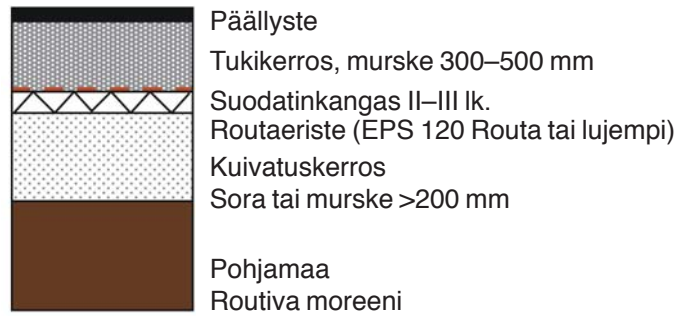 Päällyste
Tukikerros, murske 300–500 mm
Suodatinkangas II–III lk.
Routaeriste (EPS 120 Routa tai lujempi)
Kuivatuskerros
Sora tai murske >200 mm
Pohjamaa
Routiva moreeni